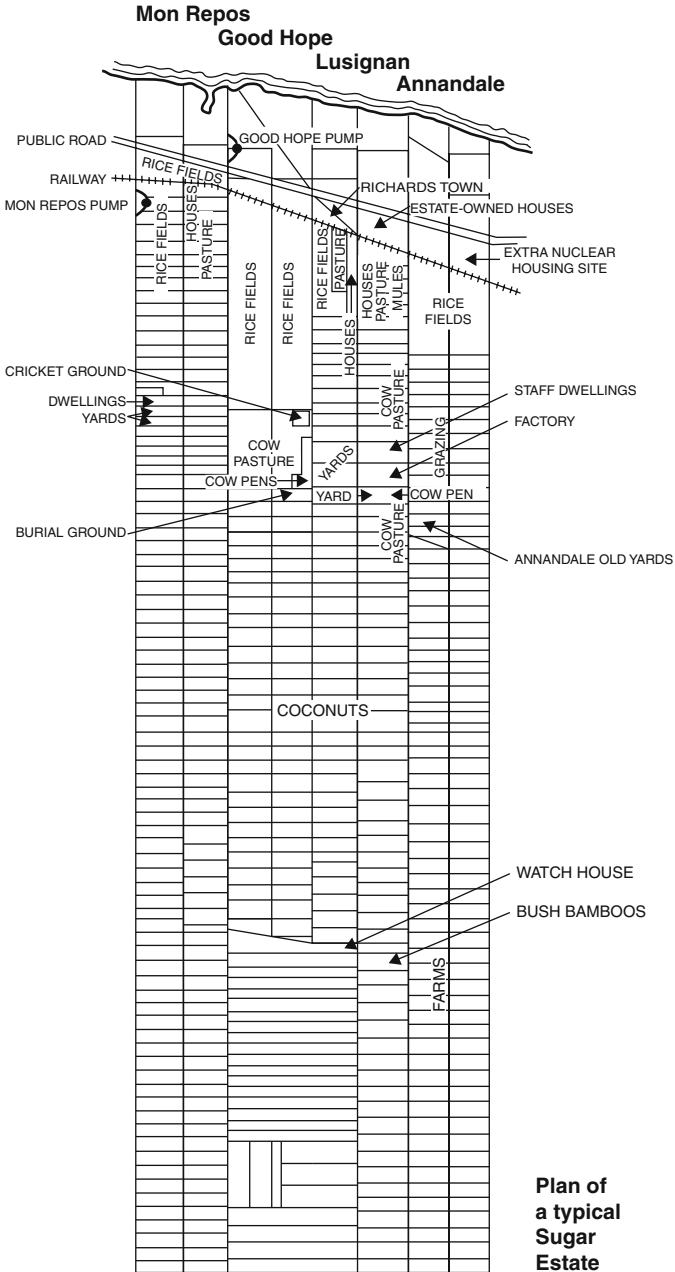 Mon Repos
Good Hope
Lusignan
Annandale
PUBLIC ROAD
GOOD HOPE PUMP
RICE FIELDS
RAILWAY
RICHARDS TOWN
MON REPOS PUMP
ESTATE-OWNED HOUSES
RICE FIELDS
HOUSES
PASTURE
RICE FIELDS
RICE FIELDS
RICE FIELDS
PASTURE
HOUSES
HOUSES
PASTURE
MULES
EXTRA NUCLEAR
HOUSING SITE
RICE
FIELDS
CRICKET GROUND
DWELLINGS
YARDS
COW
PASTURE
STAFF DWELLINGS
FACTORY
GRAZING
COW
PASTURE
YARDS
COW PENS
YARD
COW PEN
BURIAL GROUND
COW
PASTURE
ANNANDALE OLD YARDS
COCONUTS
WATCH HOUSE
BUSH BAMBOOS
FARMS
Plan of
a typical
Sugar
Estate